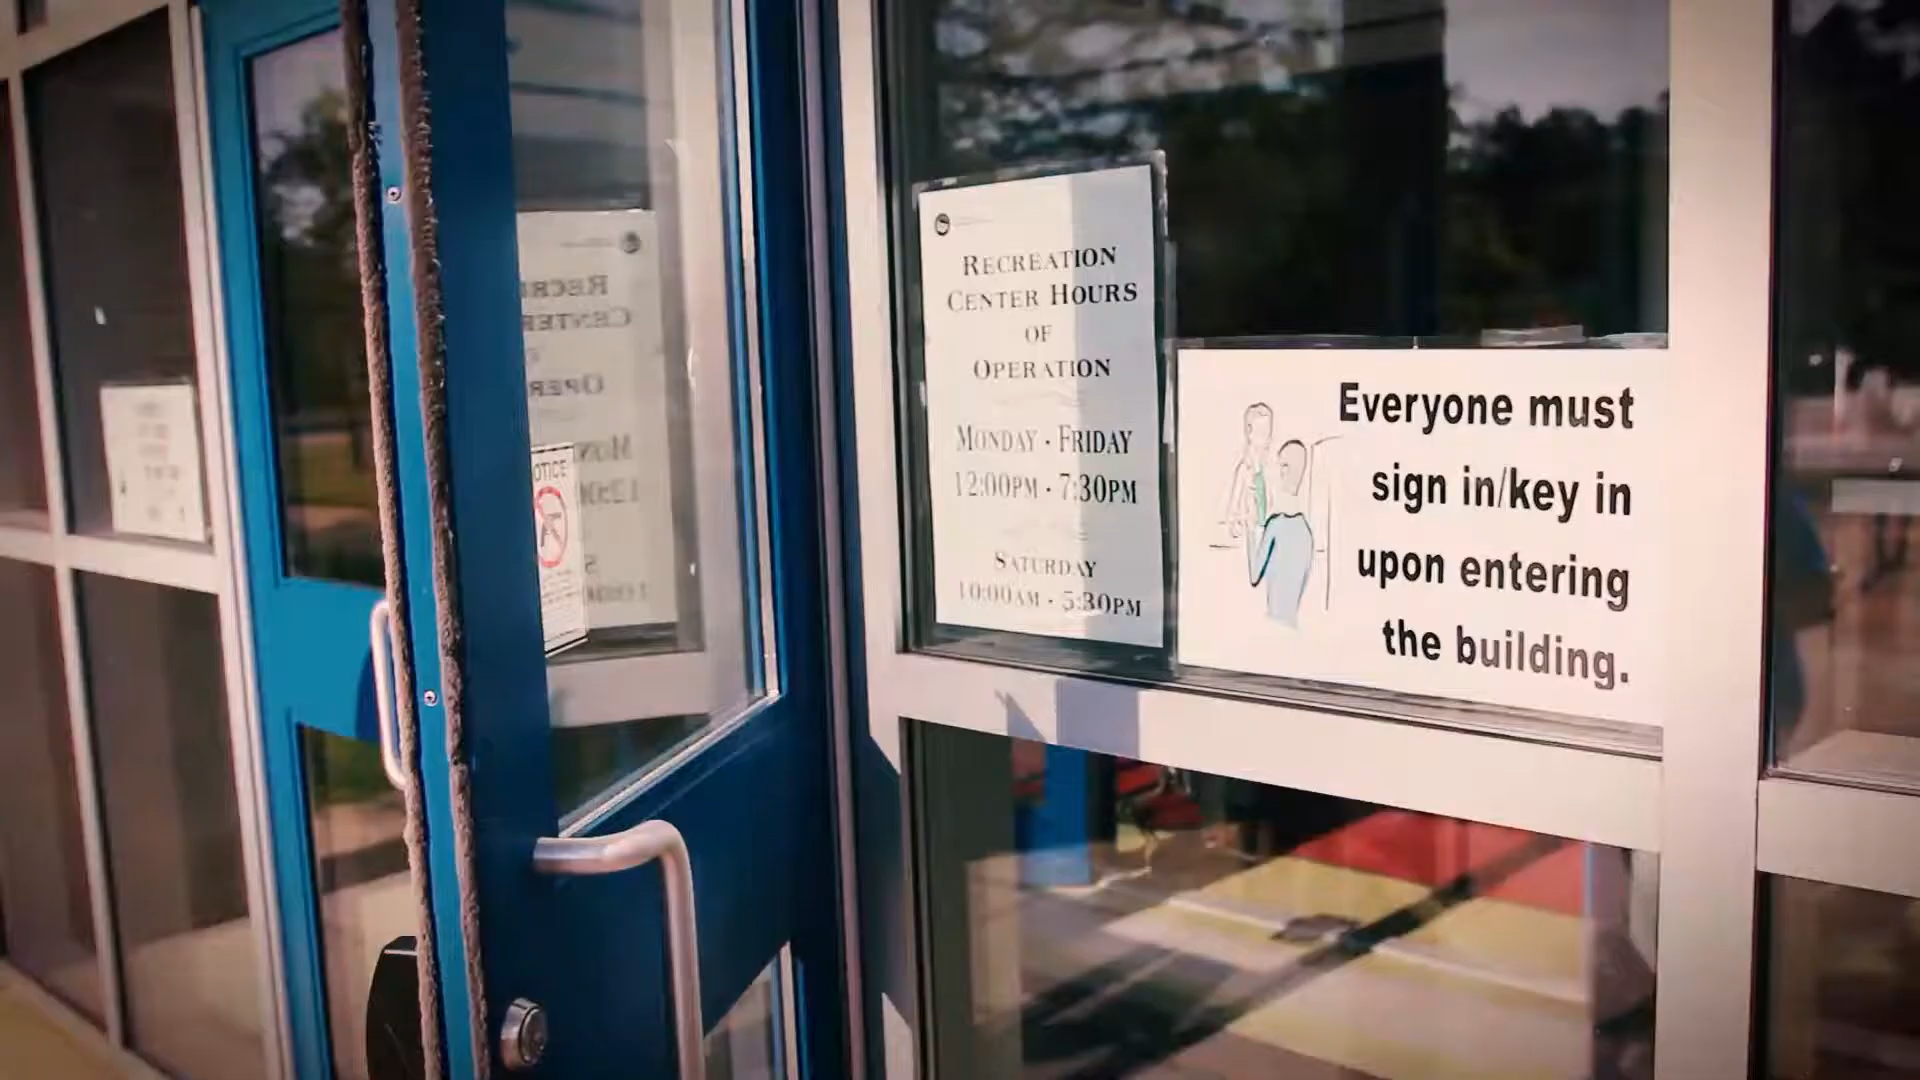 OTICE
RECREATION
CENTER HOURS
OF
OPERATION
MONDAY - FRIDAY
12:00PM - 7:30PM
SATURDAY
10:00AM - 5:30PM
Everyone must
sign in/key in
upon entering
the building.